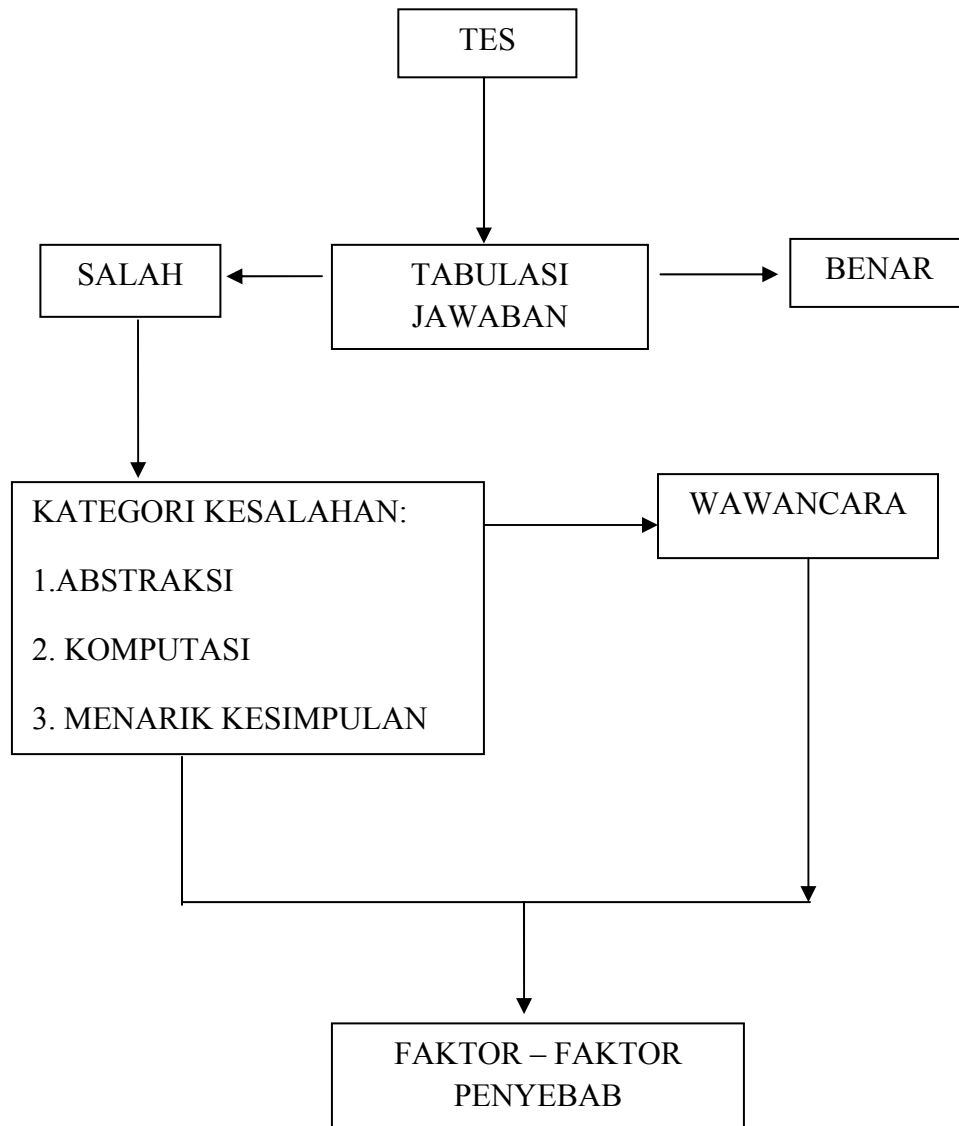 TES
SALAH
TABULASI
JAWABAN
BENAR
KATEGORI KESALAHAN:
1.ABSTRAKSI
2. KOMPUTASI
3. MENARIK KESIMPULAN
WAWANCARA
FAKTOR – FAKTOR
PENYEBAB